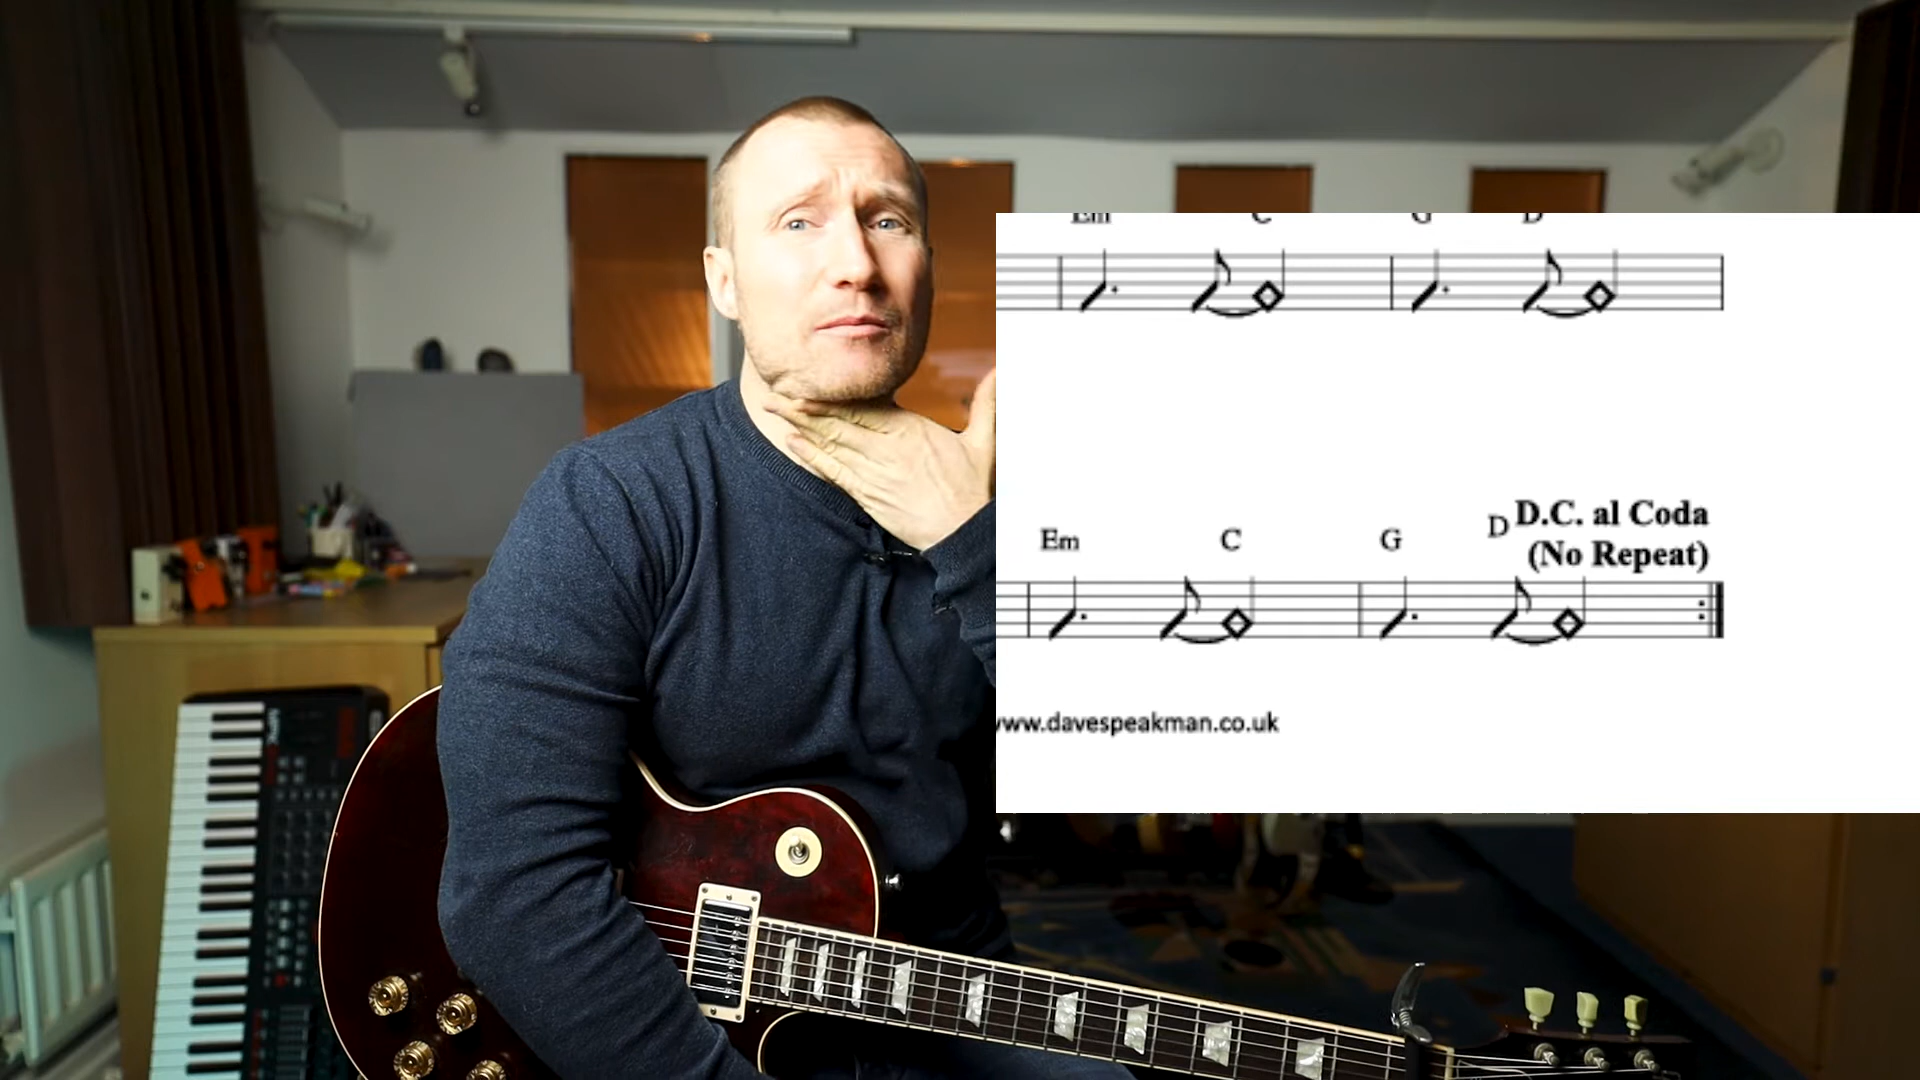 Em C G D
Em C G D D.C. al Coda
(No Repeat)
www.davespeakman.co.uk